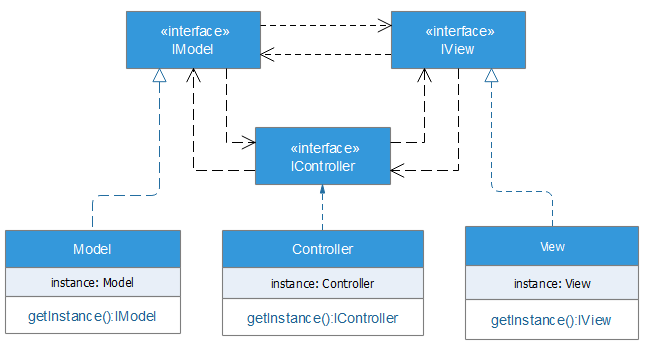 «interface»
IModel
«interface»
IView
«interface»
IController
Model
instance: Model
getInstance():IModel
Controller
instance: Controller
getInstance():IController
View
instance: View
getInstance():IView